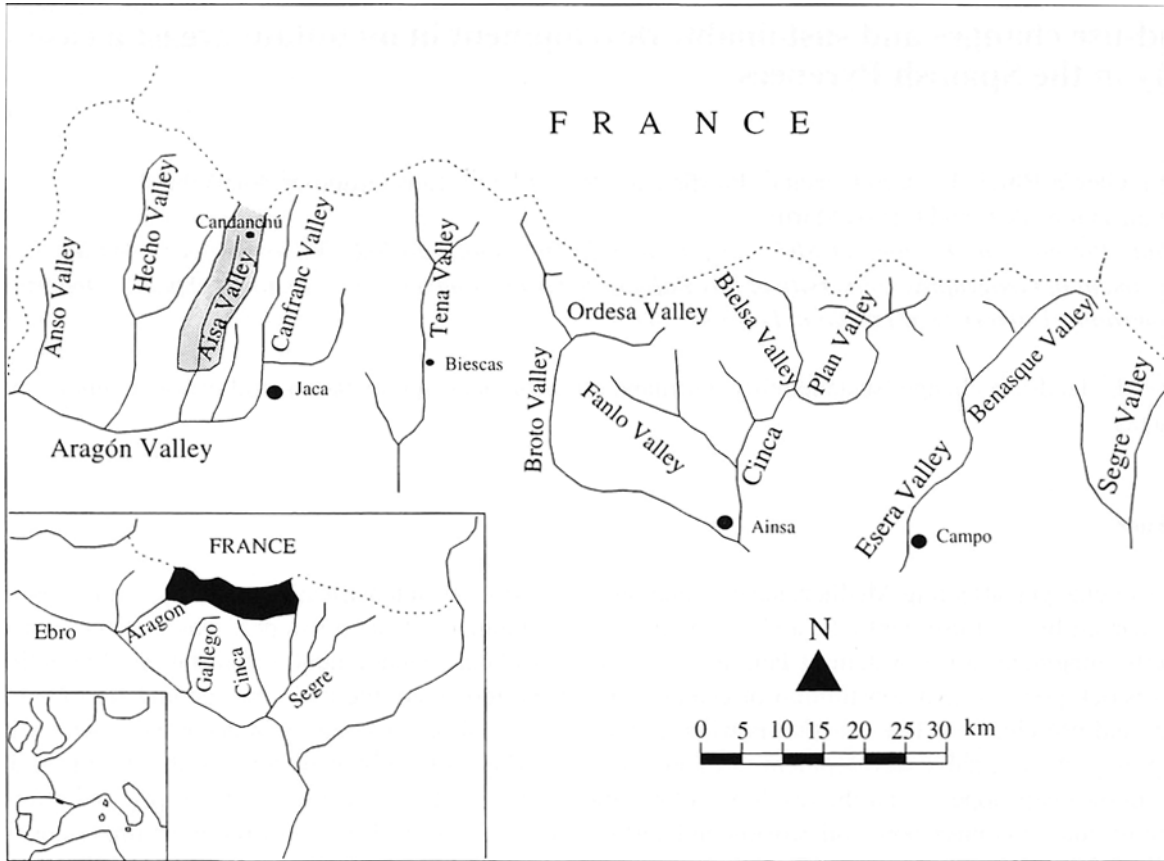 FRANCE
Anso Valley
Hecho Valley
Candanchú
Aisa Valley
Canfranc Valley
Tena Valley
Biescas
Jaca
Aragón Valley
Ordesa Valley
Broto Valley
Fanlo Valley
Bielsa Valley
Plan Valley
Cinca
Ainsa
Benasque Valley
Esera Valley
Campo
Segre Valley
FRANCE
Ebro
Aragon
Gallego
Cinca
Segre
N
0 5 10 15 20 25 30 km